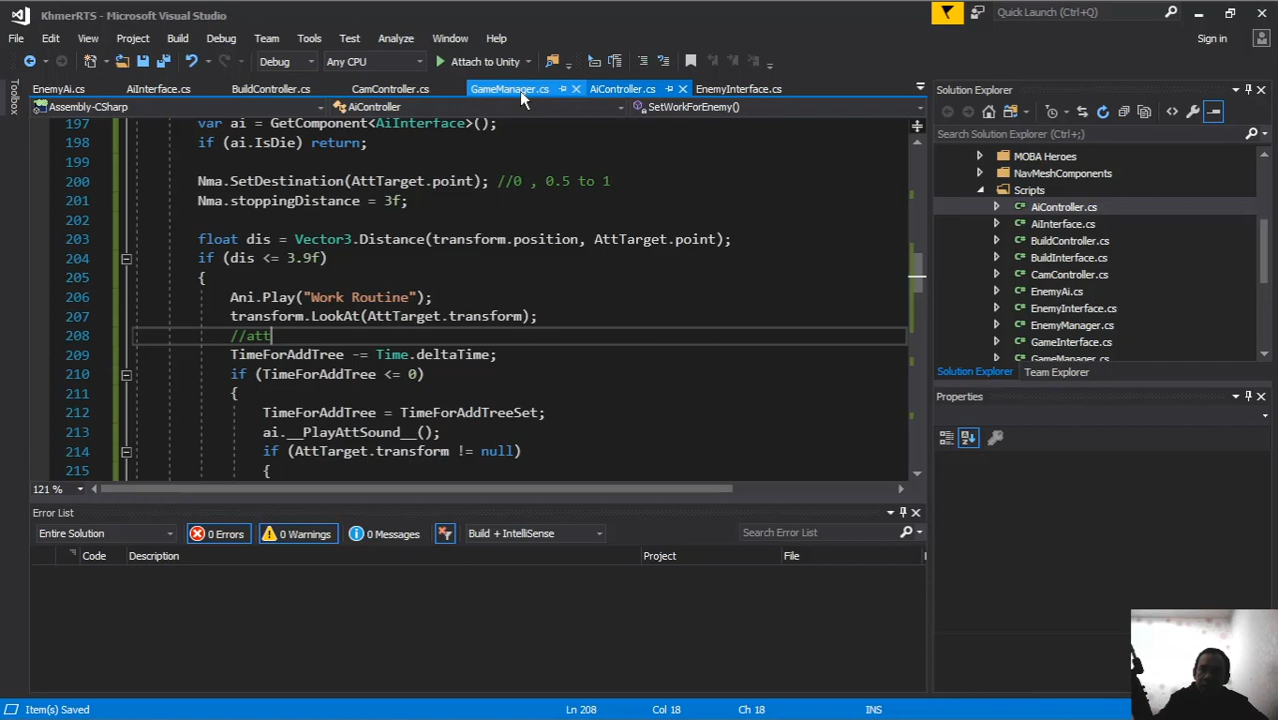 KhmerRTS - Microsoft Visual Studio
Quick Launch (Ctrl+Q)
File Edit View Project Build Debug Team Tools Test Analyze Window Help
Sign in
Debug Any CPU Attach to Unity
Toolbox
EnemyAi.cs AiInterface.cs BuildController.cs CamController.cs GameManager.cs AiController.cs EnemyInterface.cs
Assembly-CSharp AiController SetWorkForEnemy()
197 var ai = GetComponent<AiInterface>();
198 if (ai.IsDie) return;
199
200 Nma.SetDestination(AttTarget.point); //0 , 0.5 to 1
201 Nma.stoppingDistance = 3f;
202
203 float dis = Vector3.Distance(transform.position, AttTarget.point);
204 if (dis <= 3.9f)
205 {
206 Ani.Play("Work Routine");
207 transform.LookAt(AttTarget.transform);
208 //att
209 TimeForAddTree -= Time.deltaTime;
210 if (TimeForAddTree <= 0)
211 {
212 TimeForAddTree = TimeForAddTreeSet;
213 ai.__PlayAttSound__();
214 if (AttTarget.transform != null)
215 {
121 %
Solution Explorer
Search Solution Explorer (Ctrl+;)
MOBA Heroes
NavMeshComponents
Scripts
C# AiController.cs
C# AiInterface.cs
C# BuildController.cs
C# BuildInterface.cs
C# CamController.cs
C# EnemyAi.cs
C# EnemyInterface.cs
C# EnemyManager.cs
C# GameInterface.cs
C# GameManager.cs
Solution Explorer Team Explorer
Properties
Error List
Entire Solution 0 Errors 0 Warnings 0 Messages Build + IntelliSense Search Error List
Code Description Project File
Item(s) Saved Ln 208 Col 18 Ch 18 INS